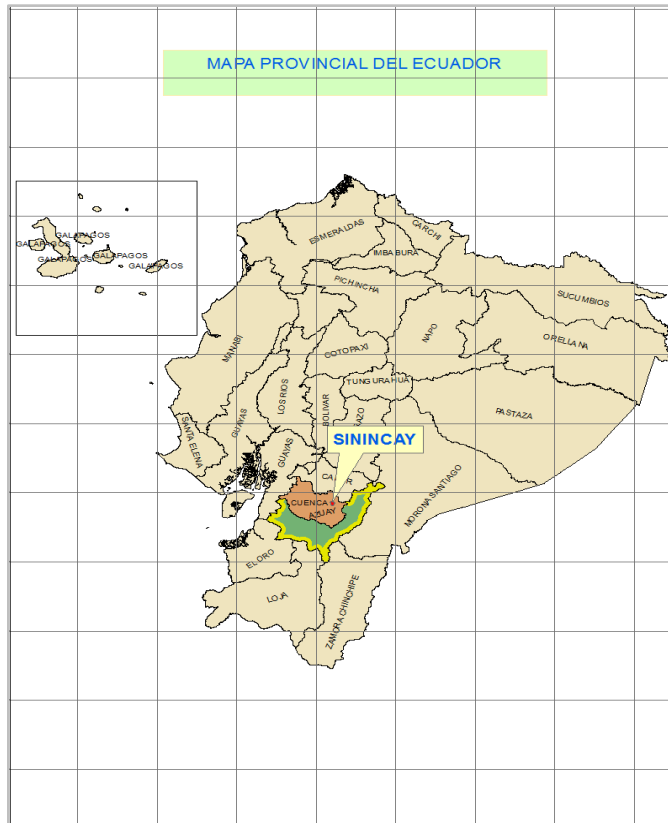 MAPA PROVINCIAL DEL ECUADOR
GALAPAGOS
GALAPAGOS
GALAPAGOS
GALAPAGOS
GALAPAGOS
ESMERALDAS
CARCHI
IMBABURA
PICHINCHA
SUCUMBIOS
NAPO
ORELLANA
MANABI
COTOPAXI
TUNGURAHUA
LOS RIOS
BOLIVAR
PASTAZA
GUAYAS
SANTA ELENA
SININCAY
GUAYAS
MORONA SANTIAGO
CUENCA
AZUAY
EL ORO
LOJA
ZAMORA CHINCHIPE